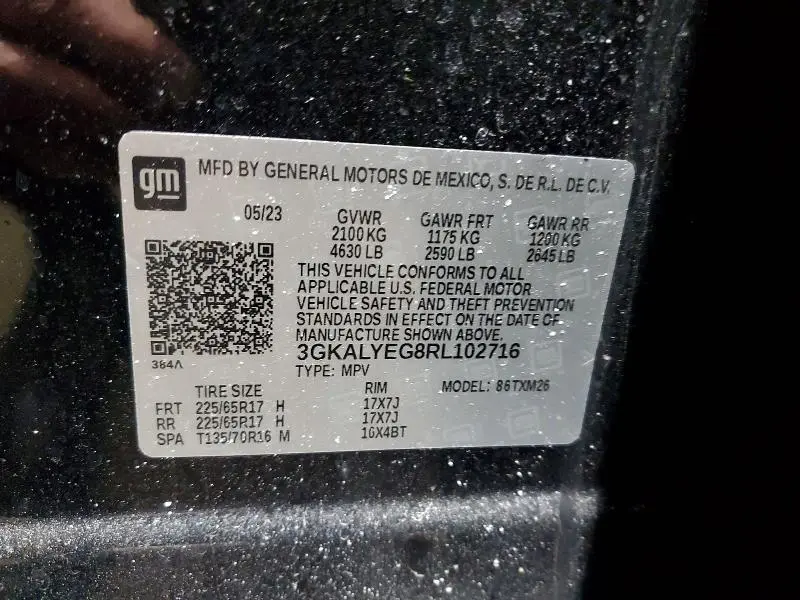 gm
MFD BY GENERAL MOTORS DE MEXICO, S. DE R.L. DE C.V.
05/23 GVWR GAWR FRT GAWR RR
2100 KG 1175 KG 1200 KG
4630 LB 2590 LB 2645 LB
THIS VEHICLE CONFORMS TO ALL
APPLICABLE U.S. FEDERAL MOTOR
VEHICLE SAFETY AND THEFT PREVENTION
STANDARDS IN EFFECT ON THE DATE OF
MANUFACTURE SHOWN ABOVE.
3GKALYEG8RL102716
384A
TYPE: MPV
TIRE SIZE RIM MODEL: 86TXM26
FRT 225/65R17 H 17X7J
RR 225/65R17 H 17X7J
SPA T135/70R16 M 16X4BT